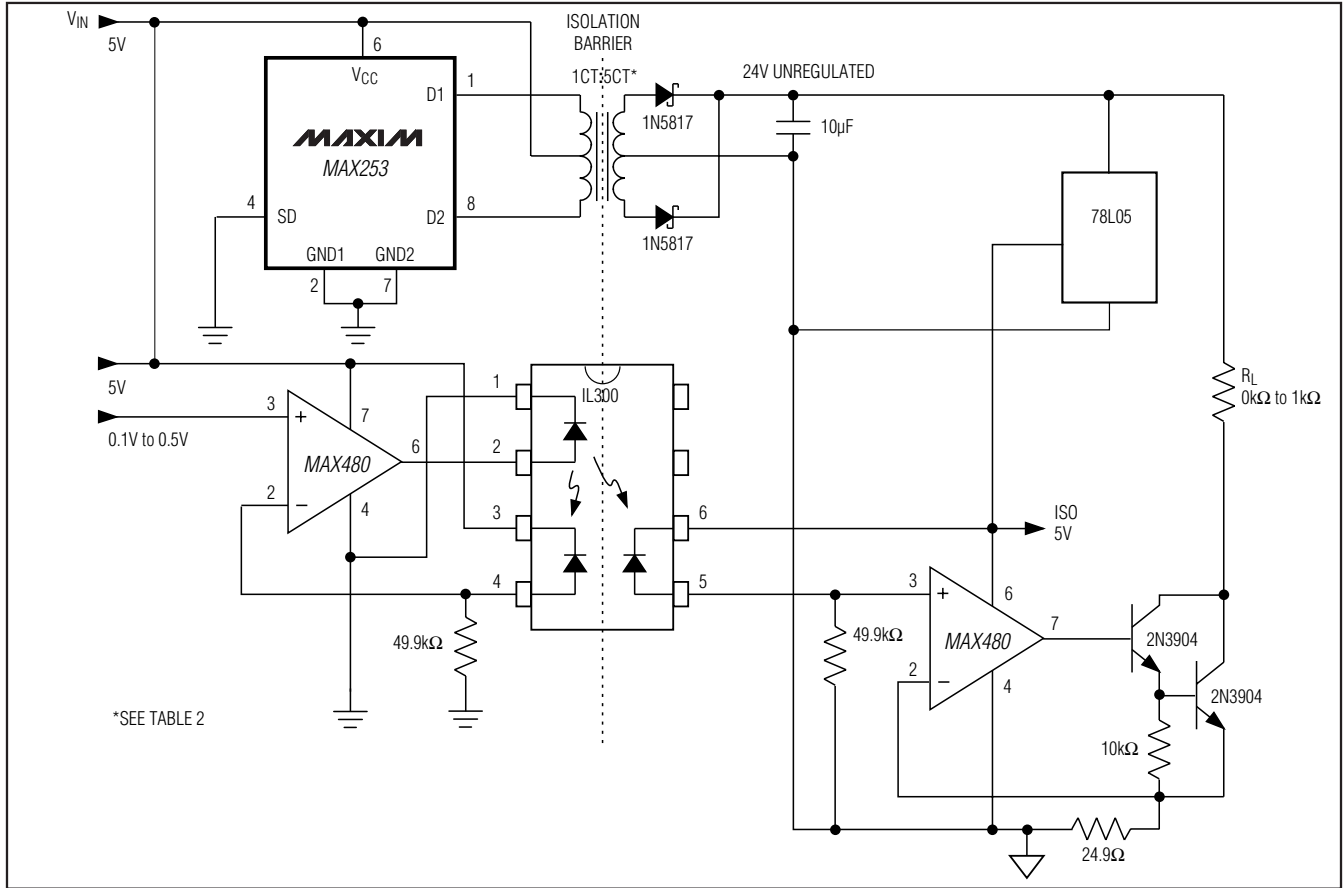 VIN
5V
6
VCC
1
D1
MAXIM
MAX253
4
SD
8
D2
GND1
GND2
2
7
ISOLATION
BARRIER
1CT:5CT*
1N5817
1N5817
24V UNREGULATED
10µF
78L05
RL
0kΩ to 1kΩ
5V
3
0.1V to 0.5V
+
7
MAX480
6
2
−
4
49.9kΩ
1
2
3
4
IL300
6
5
ISO
5V
49.9kΩ
3
+
6
MAX480
7
2
−
4
2N3904
2N3904
10kΩ
24.9Ω
*SEE TABLE 2